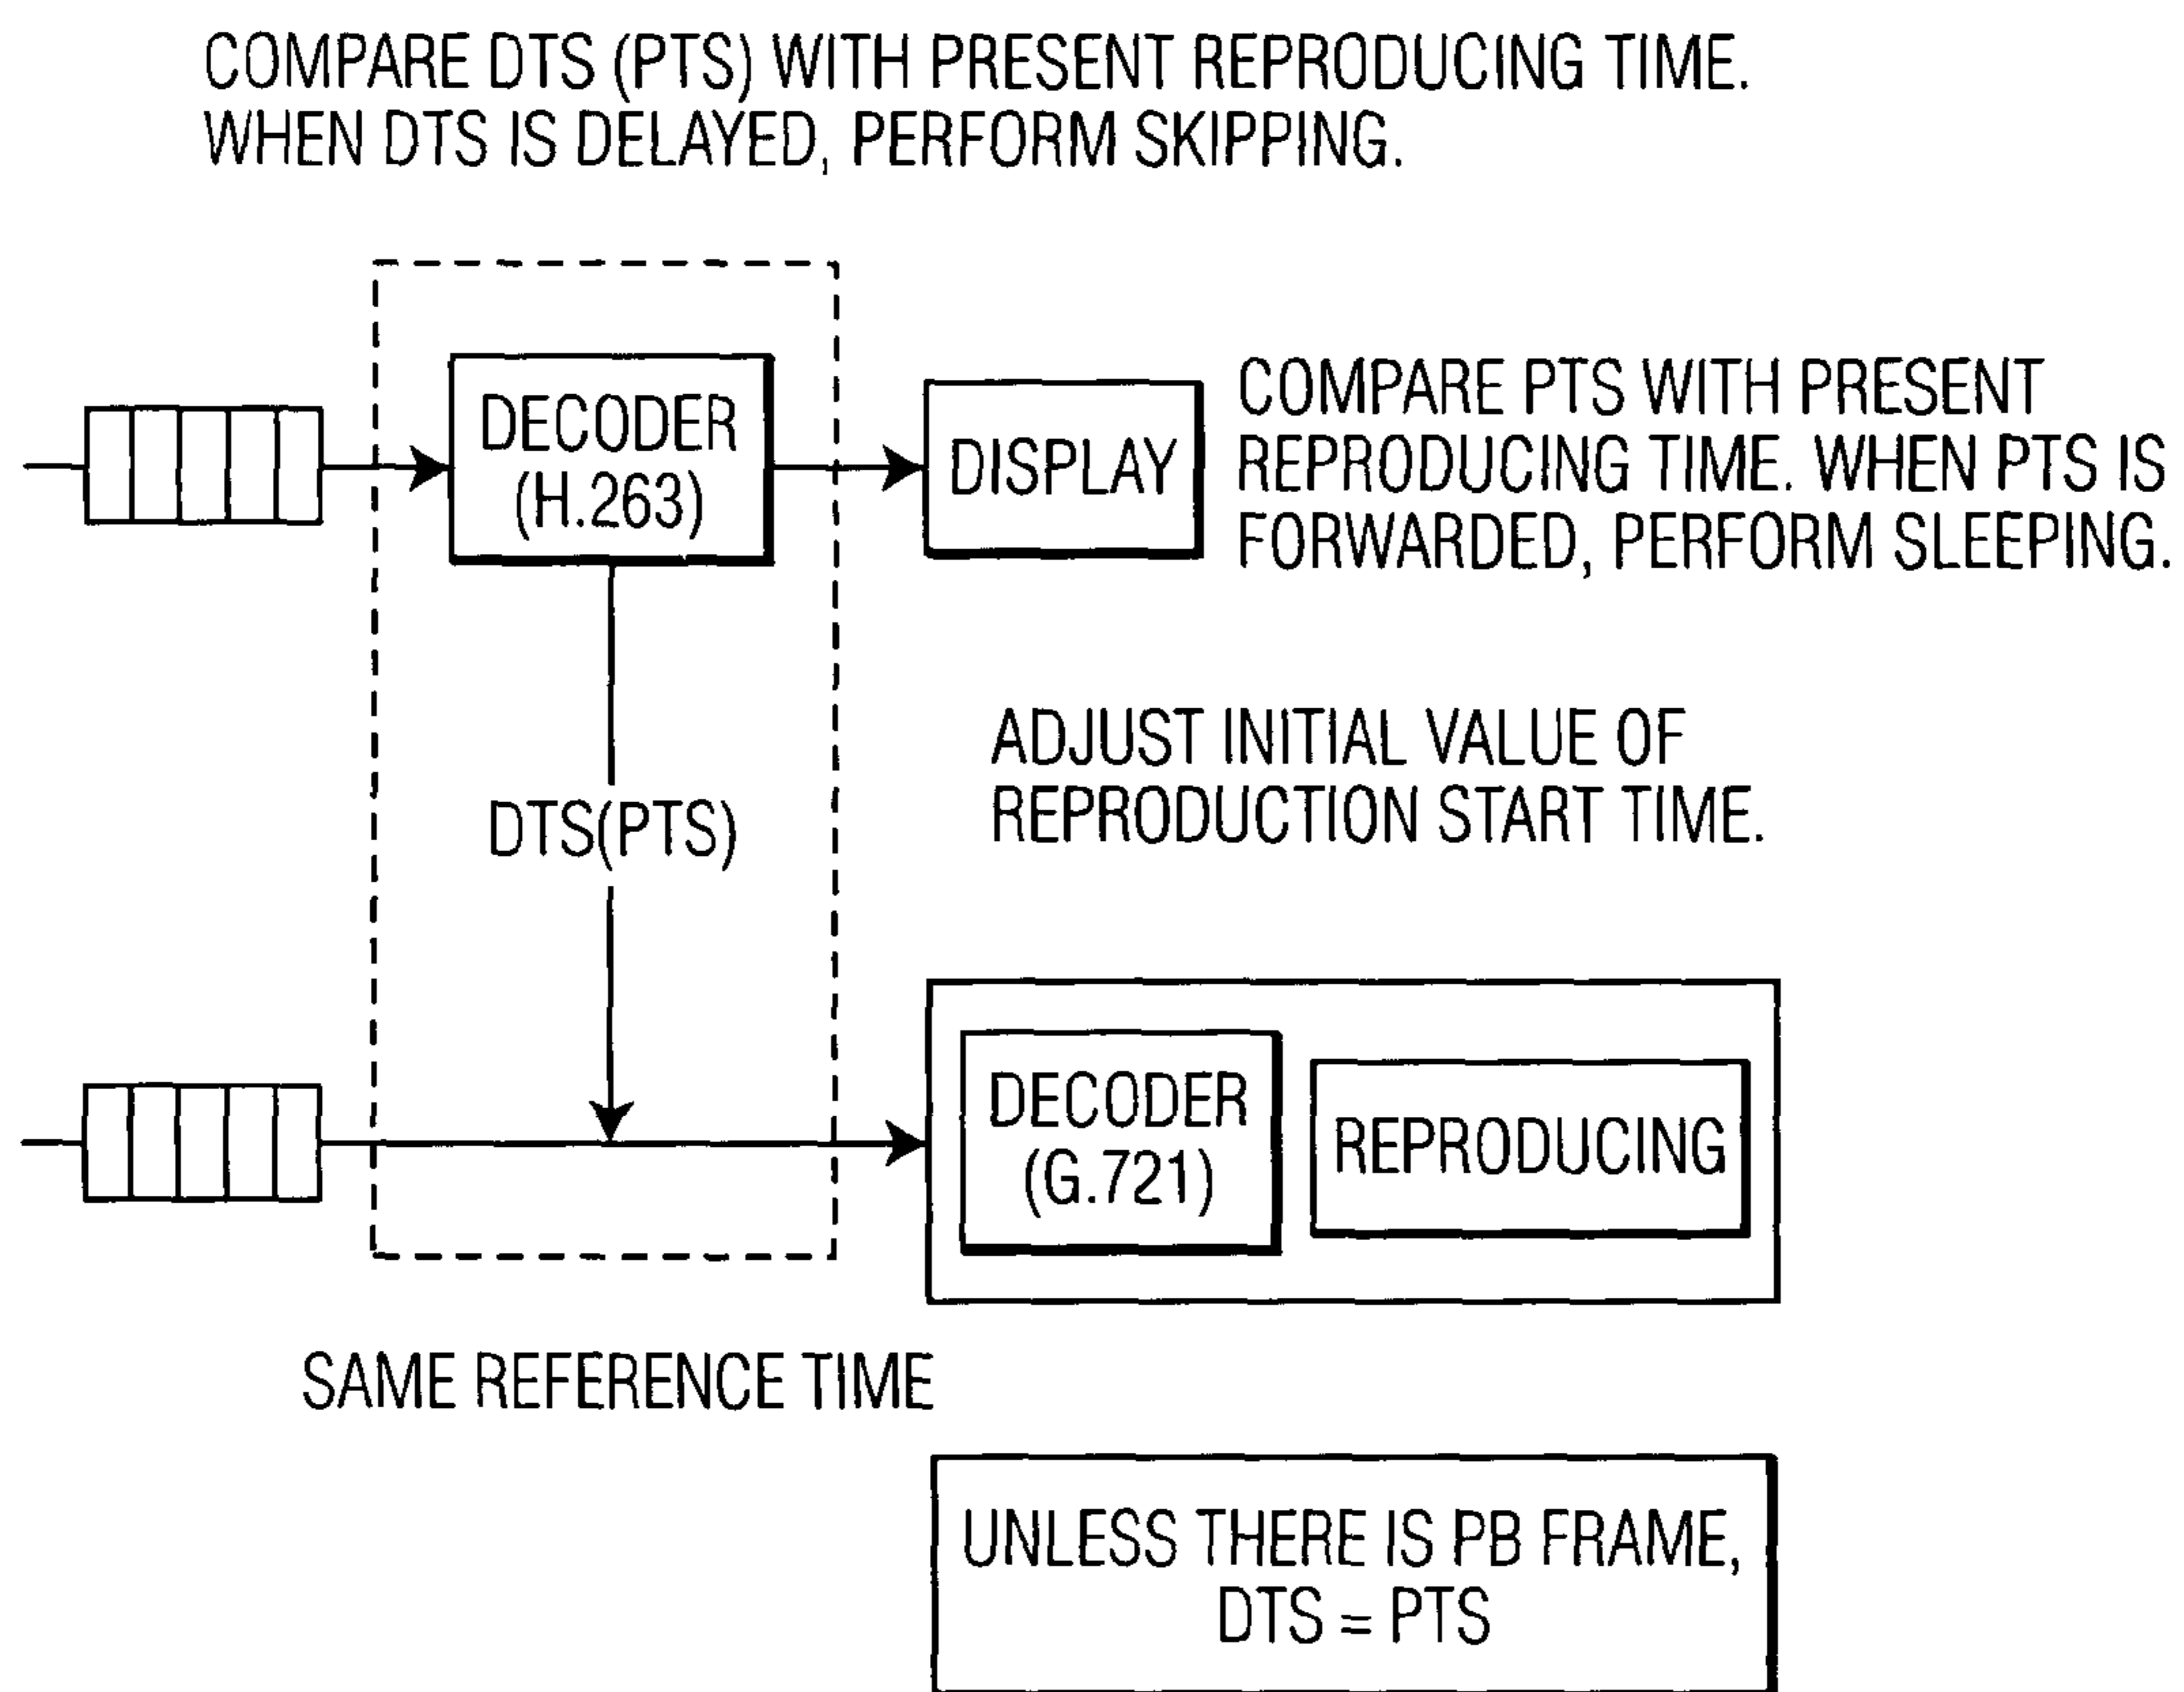 COMPARE DTS (PTS) WITH PRESENT REPRODUCING TIME.
WHEN DTS IS DELAYED, PERFORM SKIPPING.
DECODER
(H.263)
DISPLAY
COMPARE PTS WITH PRESENT
REPRODUCING TIME. WHEN PTS IS
FORWARDED, PERFORM SLEEPING.
ADJUST INITIAL VALUE OF
REPRODUCTION START TIME.
DTS(PTS)
DECODER
(G.721)
REPRODUCING
SAME REFERENCE TIME
UNLESS THERE IS PB FRAME,
DTS = PTS